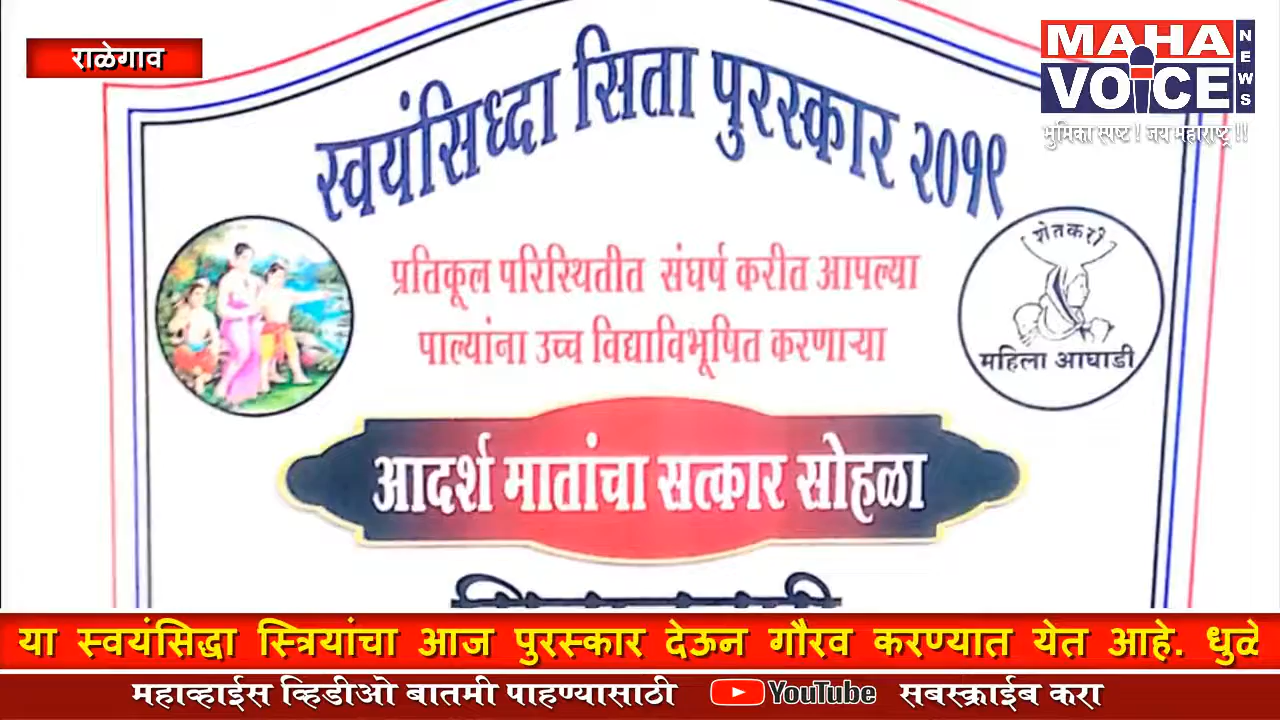 राळेगाव
MAHA
VOICE
NEWS
भुमिका स्पष्ट ! जय महाराष्ट्र !!
स्वयंसिध्दा सिता पुरस्कार २०१९
प्रतिकूल परिस्थितीत संघर्ष करीत आपल्या
पाल्यांना उच्च विद्याविभूषित करणाऱ्या
शेतकरी
महिला आघाडी
आदर्श मातांचा सत्कार सोहळा
या स्वयंसिद्धा स्त्रियांचा आज पुरस्कार देऊन गौरव करण्यात येत आहे. धुळे
महाव्हाईस व्हिडीओ बातमी पाहण्यासाठी YouTube सबस्क्राईब करा